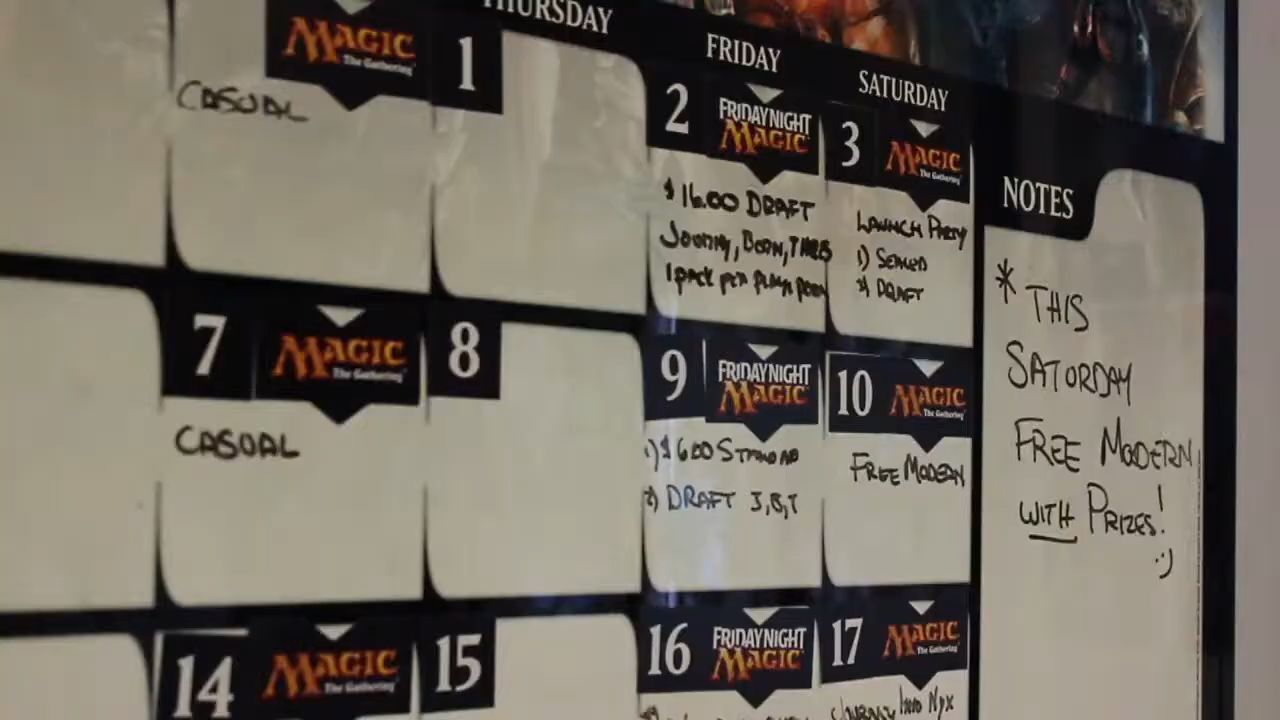 THURSDAY
FRIDAY
SATURDAY
MAGIC
The Gathering
CASUAL
1
2
FRIDAY NIGHT
MAGIC
$16.00 DRAFT
JOURNEY, BORN, THEROS
1 PACK PER
3
MAGIC
The Gathering
LAUNCH PARTY
1) SEALED
2) DRAFT
NOTES
* THIS
SATURDAY
FREE MODERN
WITH PRIZES!
:)
7
MAGIC
The Gathering
CASUAL
8
9
FRIDAY NIGHT
MAGIC
1) $6.00 STANDARD
2) DRAFT J,B,T
10
MAGIC
The Gathering
FREE MODERN
14
MAGIC
The Gathering
15
16
FRIDAY NIGHT
MAGIC
17
MAGIC
The Gathering
JOURNEY INTO NYX